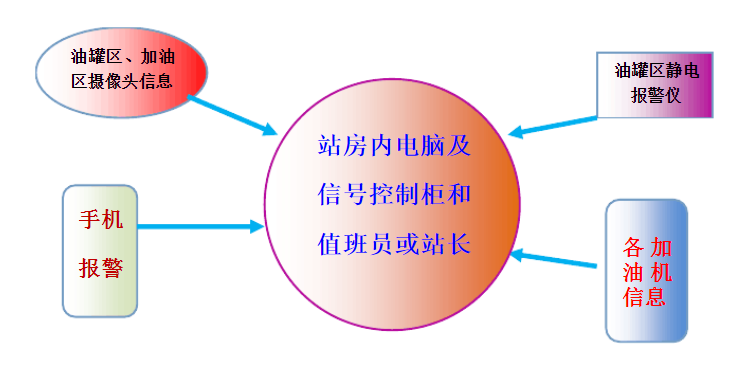 油罐区、加油
区摄像头信息
油罐区静电
报警仪
站房内电脑及
信号控制柜和
值班员或站长
手机
报警
各加
油机
信息